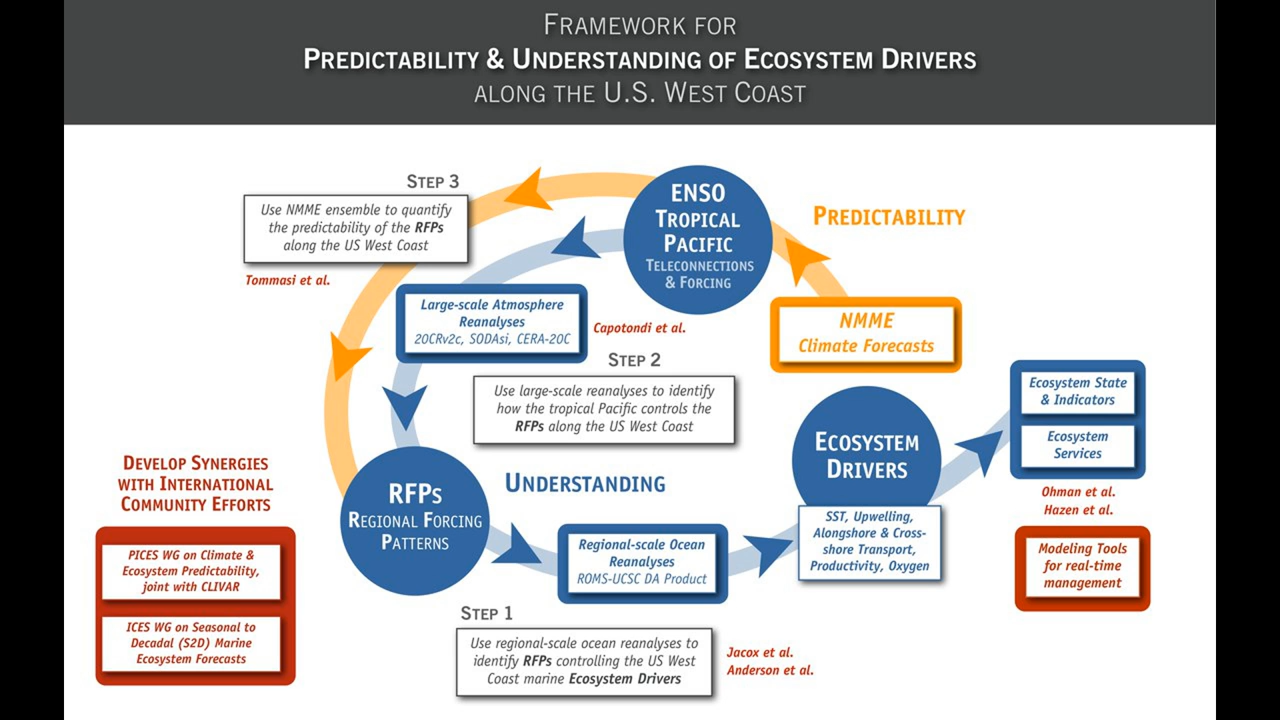 Framework for
Predictability & Understanding of Ecosystem Drivers
along the U.S. West Coast
Step 3
Use NMME ensemble to quantify
the predictability of the RFPs
along the US West Coast
Tommasi et al.
ENSO
Tropical
Pacific
Teleconnections
& Forcing
Predictability
NMME
Climate Forecasts
Large-scale Atmosphere
Reanalyses
20CRv2c, SODAsi, CERA-20C
Capotondi et al.
Step 2
Use large-scale reanalyses to identify
how the tropical Pacific controls the
RFPs along the US West Coast
Ecosystem
Drivers
SST, Upwelling,
Alongshore & Cross-
shore Transport,
Productivity, Oxygen
Ecosystem State
& Indicators
Ecosystem
Services
Ohman et al.
Hazen et al.
Modeling Tools
for real-time
management
Understanding
RFPs
Regional Forcing
Patterns
Regional-scale Ocean
Reanalyses
ROMS-UCSC DA Product
Step 1
Use regional-scale ocean reanalyses to
identify RFPs controlling the US West
Coast marine Ecosystem Drivers
Jacox et al.
Anderson et al.
Develop Synergies
with International
Community Efforts
PICES WG on Climate &
Ecosystem Predictability,
joint with CLIVAR
ICES WG on Seasonal to
Decadal (S2D) Marine
Ecosystem Forecasts